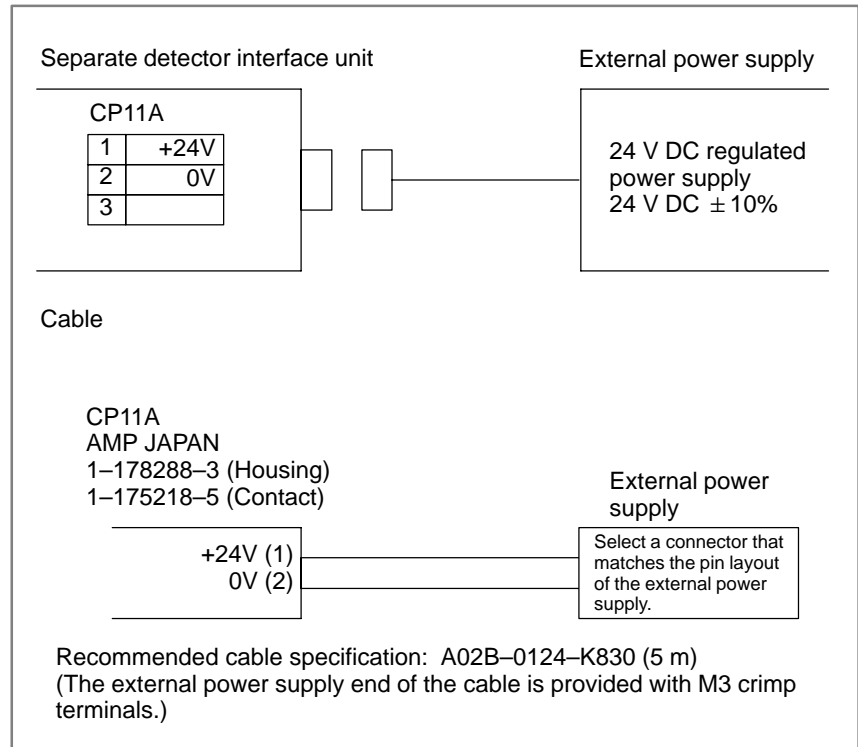 Separate detector interface unit
External power supply
CP11A
1 +24V
2 0V
3
24 V DC regulated
power supply
24 V DC ±10%
Cable
CP11A
AMP JAPAN
1–178288–3 (Housing)
1–175218–5 (Contact)
+24V (1)
0V (2)
External power
supply
Select a connector that
matches the pin layout
of the external power
supply.
Recommended cable specification: A02B–0124–K830 (5 m)
(The external power supply end of the cable is provided with M3 crimp
terminals.)